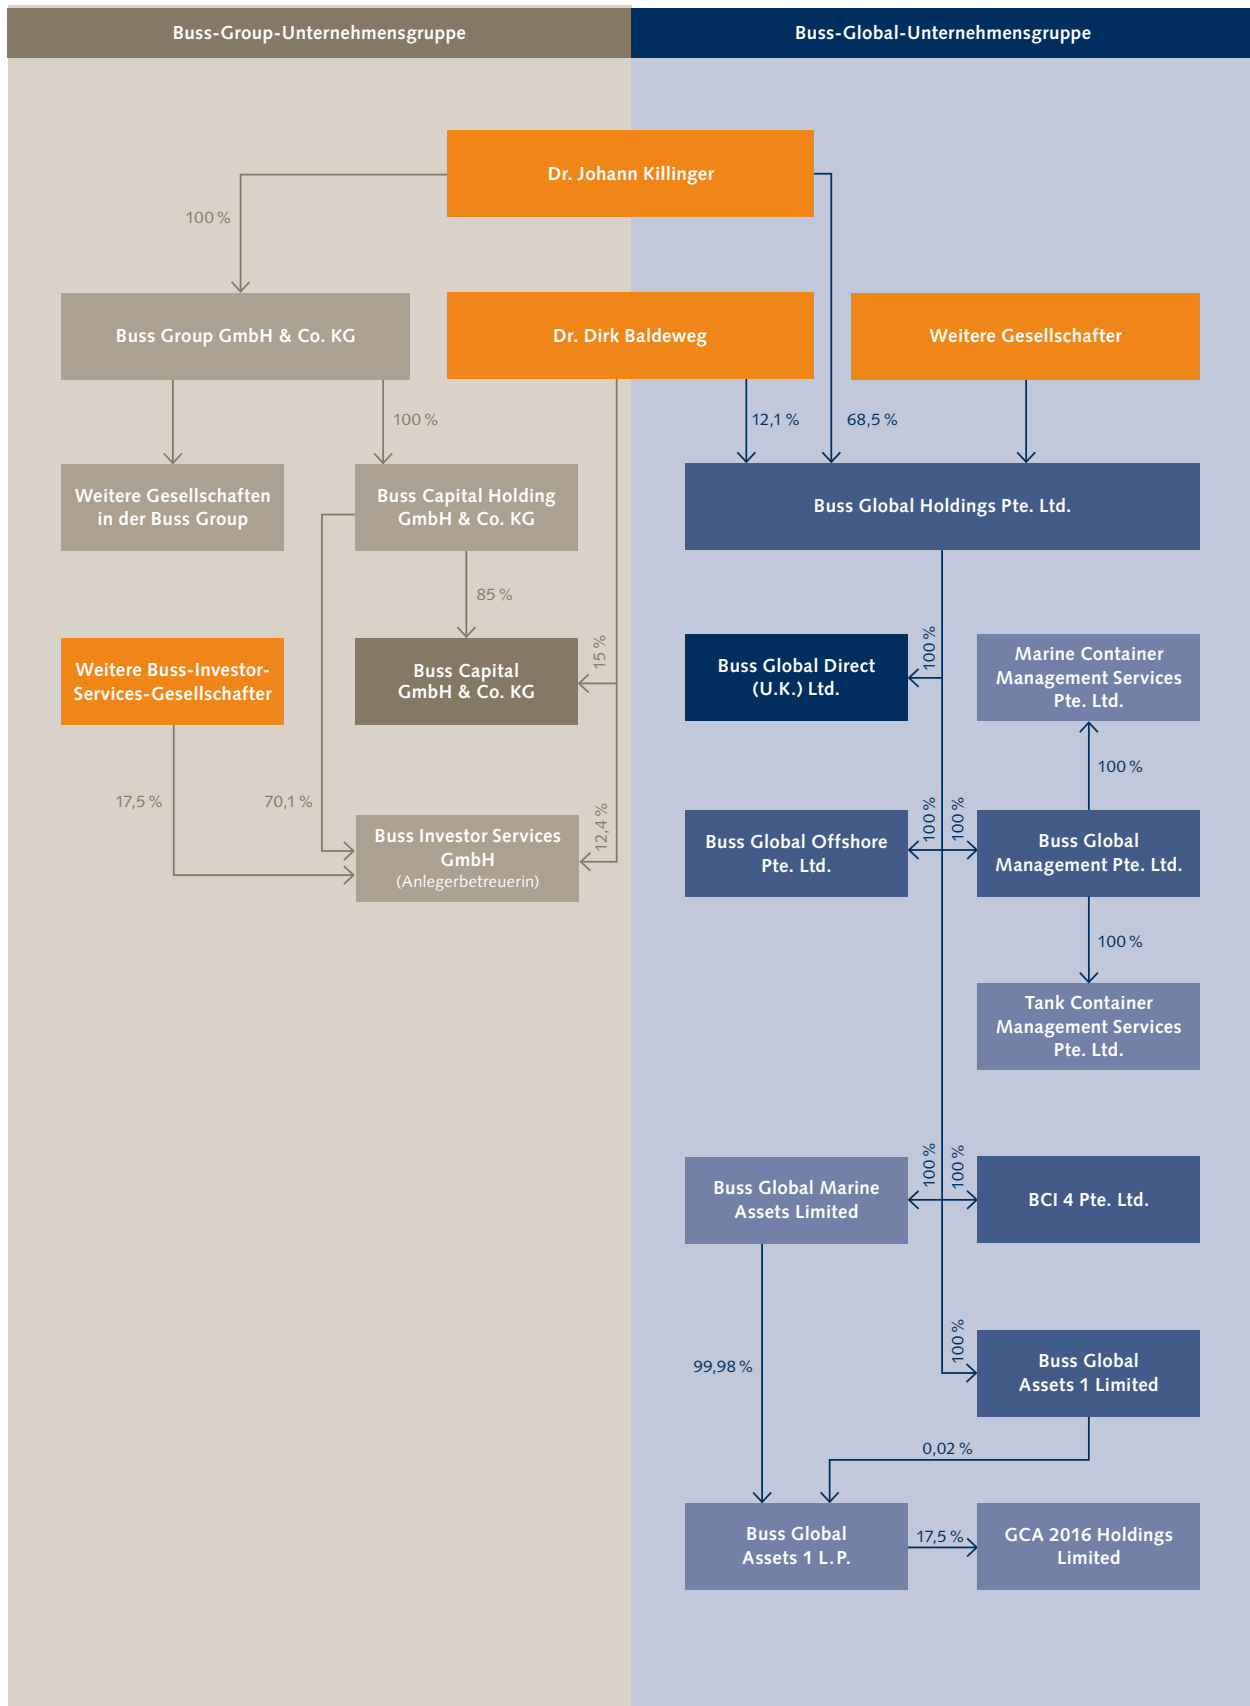 Buss-Group-Unternehmensgruppe
Buss-Global-Unternehmensgruppe
Dr. Johann Killinger
100 %
Buss Group GmbH & Co. KG
Dr. Dirk Baldeweg
Weitere Gesellschafter
100 %
12,1 %
68,5 %
Weitere Gesellschaften
in der Buss Group
Buss Capital Holding
GmbH & Co. KG
Buss Global Holdings Pte. Ltd.
85 %
Weitere Buss-Investor-
Services-Gesellschafter
Buss Capital
GmbH & Co. KG
15 %
Buss Global Direct
(U.K.) Ltd.
100 %
Marine Container
Management Services
Pte. Ltd.
100 %
17,5 %
70,1 %
Buss Investor Services
GmbH
(Anlegerbetreuerin)
12,4 %
Buss Global Offshore
Pte. Ltd.
100 %
100 %
Buss Global
Management Pte. Ltd.
100 %
Tank Container
Management Services
Pte. Ltd.
Buss Global Marine
Assets Limited
100 %
100 %
BCI 4 Pte. Ltd.
99,98 %
100 %
Buss Global
Assets 1 Limited
0,02 %
Buss Global
Assets 1 L.P.
17,5 %
GCA 2016 Holdings
Limited